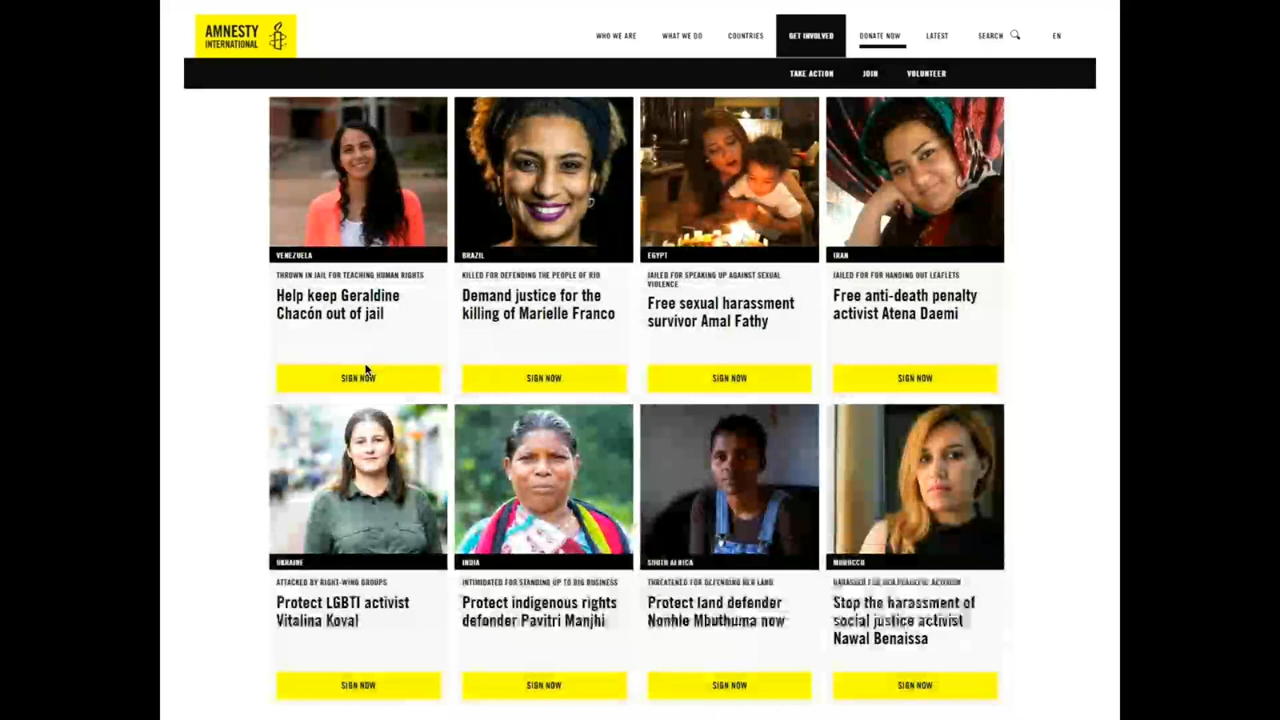 AMNESTY
INTERNATIONAL
WHO WE ARE
WHAT WE DO
COUNTRIES
GET INVOLVED
DONATE NOW
LATEST
SEARCH
EN
TAKE ACTION
JOIN
VOLUNTEER
VENEZUELA
BRAZIL
EGYPT
IRAN
THROWN IN JAIL FOR TEACHING HUMAN RIGHTS
Help keep Geraldine
Chacón out of jail
KILLED FOR DEFENDING THE PEOPLE OF RIO
Demand justice for the
killing of Marielle Franco
JAILED FOR SPEAKING UP AGAINST SEXUAL
VIOLENCE
Free sexual harassment
survivor Amal Fathy
JAILED FOR FOR HANDING OUT LEAFLETS
Free anti-death penalty
activist Atena Daemi
SIGN NOW
SIGN NOW
SIGN NOW
SIGN NOW
UKRAINE
INDIA
SOUTH AFRICA
MOROCCO
ATTACKED BY RIGHT-WING GROUPS
Protect LGBTI activist
Vitalina Koval
INTIMIDATED FOR STANDING UP TO BIG BUSINESS
Protect indigenous rights
defender Pavitri Manjhi
THREATENED FOR DEFENDING HER LAND
Protect land defender
Nonhle Mbuthuma now
HARASSED FOR HER PEACEFUL ACTIVISM
Stop the harassment of
social justice activist
Nawal Benaissa
SIGN NOW
SIGN NOW
SIGN NOW
SIGN NOW